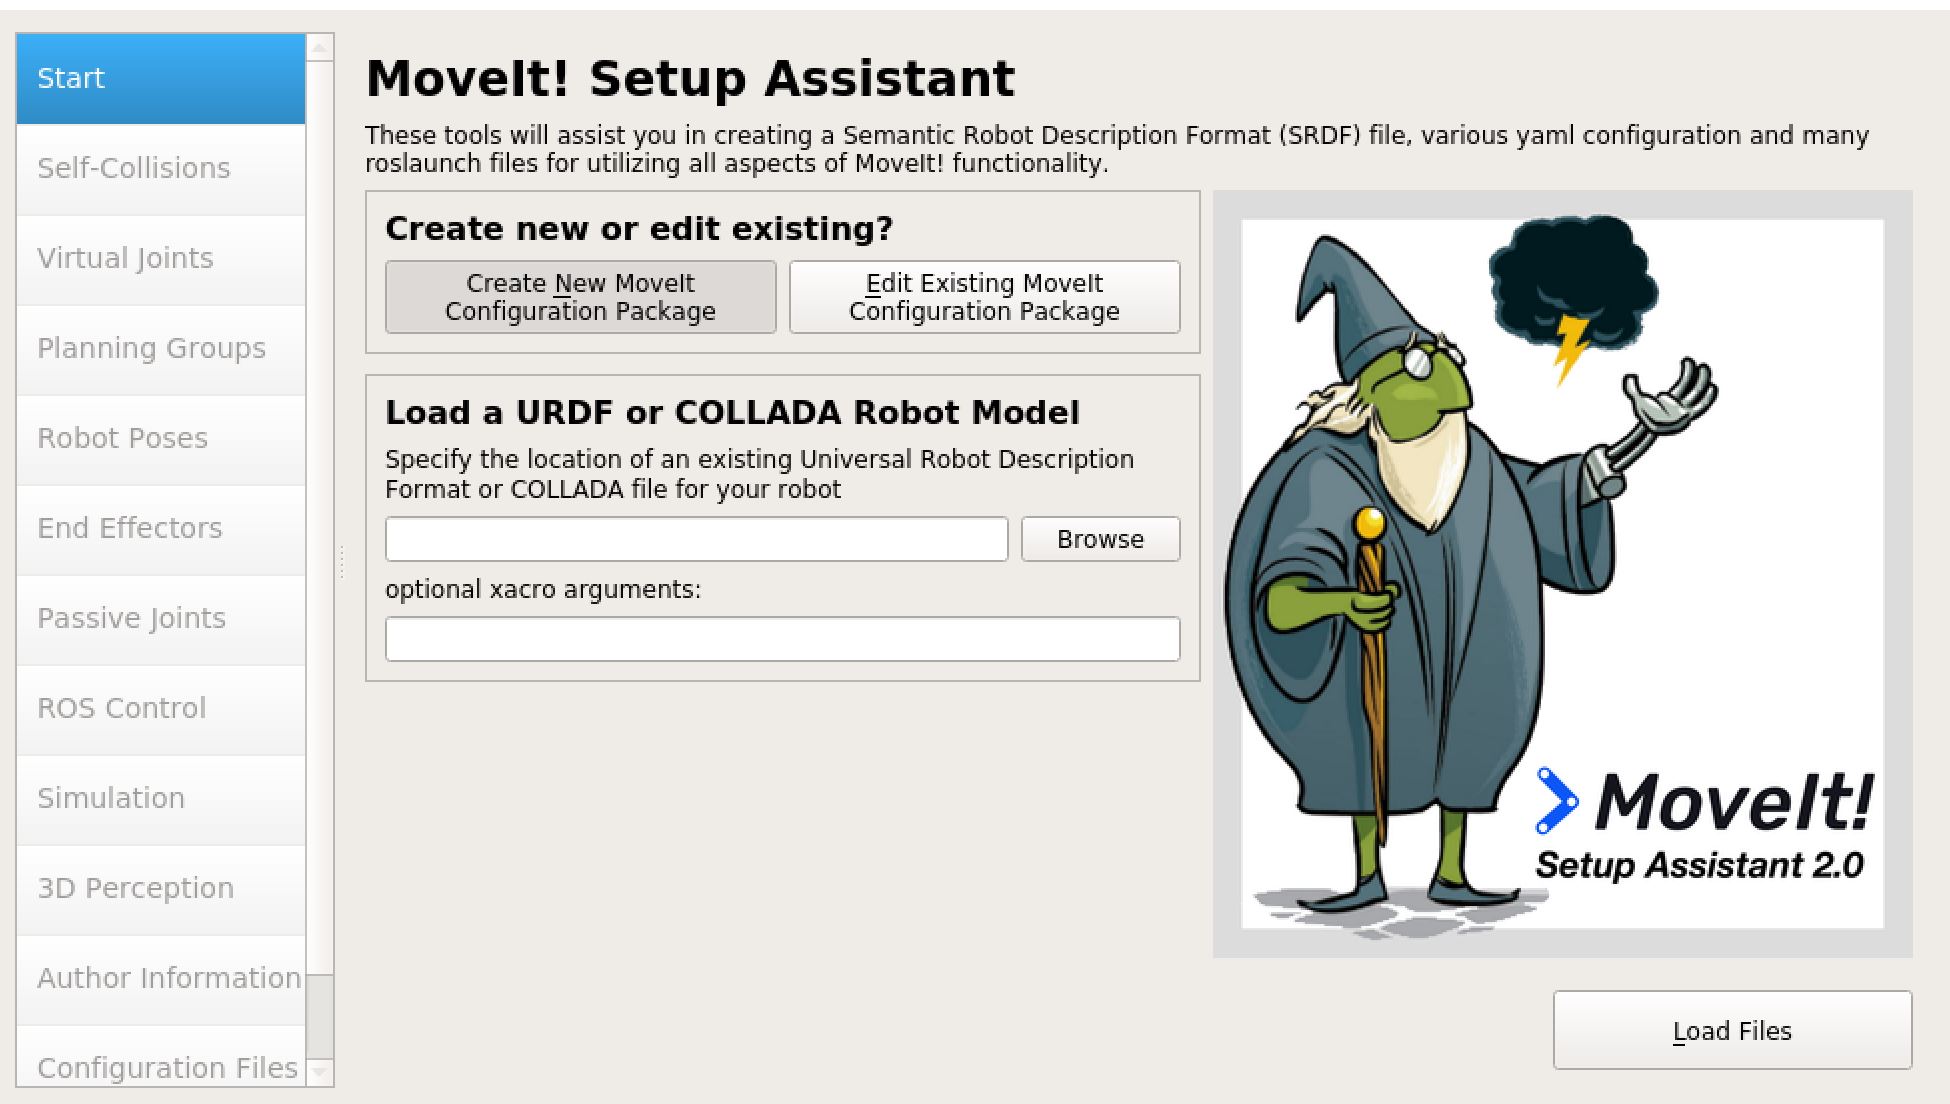 Start
Self-Collisions
Virtual Joints
Planning Groups
Robot Poses
End Effectors
Passive Joints
ROS Control
Simulation
3D Perception
Author Information
Configuration Files
MoveIt! Setup Assistant
These tools will assist you in creating a Semantic Robot Description Format (SRDF) file, various yaml configuration and many
roslaunch files for utilizing all aspects of MoveIt! functionality.
Create new or edit existing?
Create New MoveIt
Configuration Package
Edit Existing MoveIt
Configuration Package
Load a URDF or COLLADA Robot Model
Specify the location of an existing Universal Robot Description
Format or COLLADA file for your robot
Browse
optional xacro arguments:
MoveIt!
Setup Assistant 2.0
Load Files